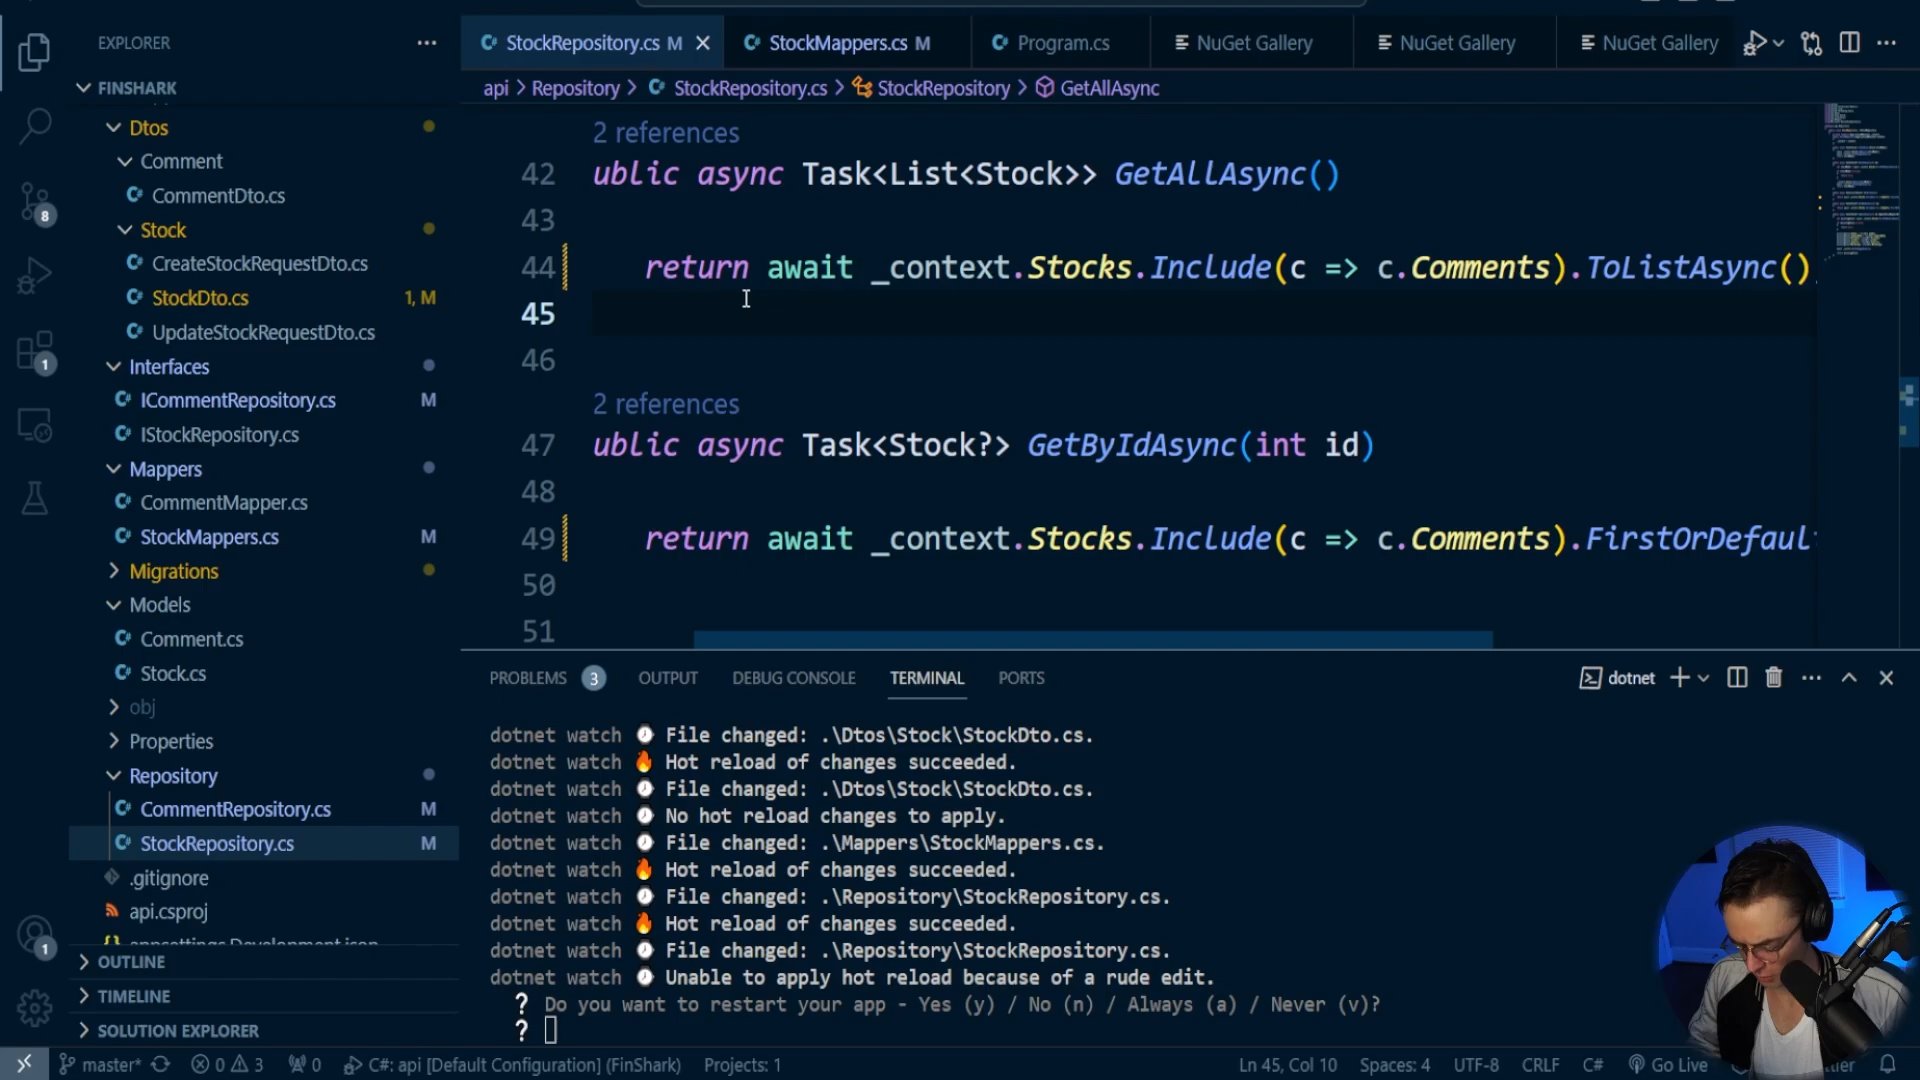 EXPLORER
FINSHARK
Dtos
Comment
CommentDto.cs
Stock
CreateStockRequestDto.cs
StockDto.cs 1, M
UpdateStockRequestDto.cs
Interfaces
ICommentRepository.cs M
IStockRepository.cs
Mappers
CommentMapper.cs
StockMappers.cs M
Migrations
Models
Comment.cs
Stock.cs
obj
Properties
Repository
CommentRepository.cs M
StockRepository.cs M
.gitignore
api.csproj
appsettings.Development.json
OUTLINE
TIMELINE
SOLUTION EXPLORER
8
1
1
StockRepository.cs M StockMappers.cs M Program.cs NuGet Gallery NuGet Gallery NuGet Gallery
api > Repository > StockRepository.cs > StockRepository > GetAllAsync
2 references
42 ublic async Task<List<Stock>> GetAllAsync()
43
44 return await _context.Stocks.Include(c => c.Comments).ToListAsync()
45
46
2 references
47 ublic async Task<Stock?> GetByIdAsync(int id)
48
49 return await _context.Stocks.Include(c => c.Comments).FirstOrDefaul
50
51
PROBLEMS 3 OUTPUT DEBUG CONSOLE TERMINAL PORTS dotnet
dotnet watch File changed: .\Dtos\Stock\StockDto.cs.
dotnet watch Hot reload of changes succeeded.
dotnet watch File changed: .\Dtos\Stock\StockDto.cs.
dotnet watch No hot reload changes to apply.
dotnet watch File changed: .\Mappers\StockMappers.cs.
dotnet watch Hot reload of changes succeeded.
dotnet watch File changed: .\Repository\StockRepository.cs.
dotnet watch Hot reload of changes succeeded.
dotnet watch File changed: .\Repository\StockRepository.cs.
dotnet watch Unable to apply hot reload because of a rude edit.
? Do you want to restart your app - Yes (y) / No (n) / Always (a) / Never (v)?
?
master* 0 3 0 C#: api [Default Configuration] (FinShark) Projects: 1 Ln 45, Col 10 Spaces: 4 UTF-8 CRLF C# Go Live